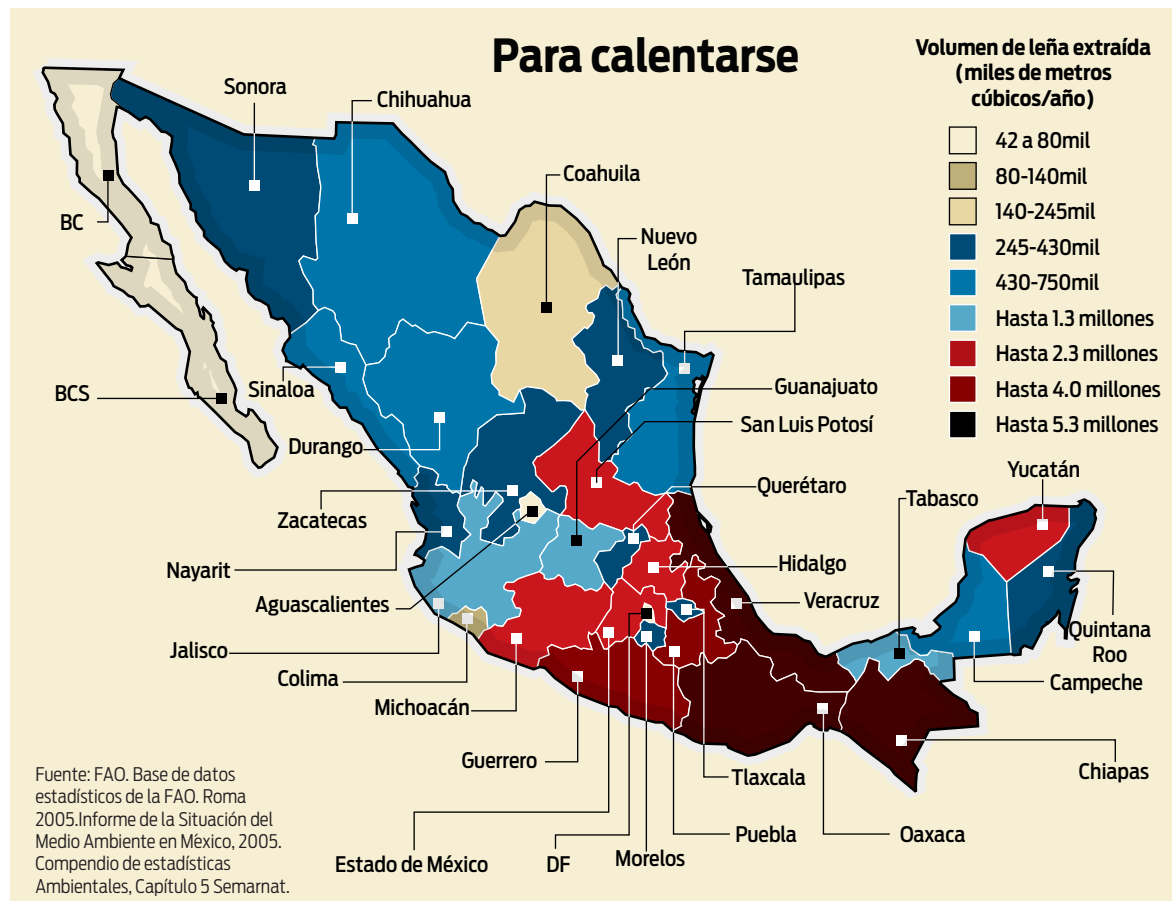 Para calentarse
Volumen de leña extraída
(miles de metros
cúbicos/año)
42 a 80mil
80-140mil
140-245mil
245-430mil
430-750mil
Hasta 1.3 millones
Hasta 2.3 millones
Hasta 4.0 millones
Hasta 5.3 millones
Sonora
Chihuahua
Coahuila
BC
Nuevo
León
Tamaulipas
Sinaloa
BCS
Guanajuato
San Luis Potosí
Durango
Yucatán
Querétaro
Tabasco
Zacatecas
Nayarit
Hidalgo
Aguascalientes
Veracruz
Quintana
Roo
Jalisco
Colima
Campeche
Michoacán
Guerrero
Tlaxcala
Chiapas
Puebla
Oaxaca
Estado de México
DF
Morelos
Fuente: FAO. Base de datos
estadísticos de la FAO. Roma
2005.Informe de la Situación del
Medio Ambiente en México, 2005.
Compendio de estadísticas
Ambientales, Capítulo 5 Semarnat.